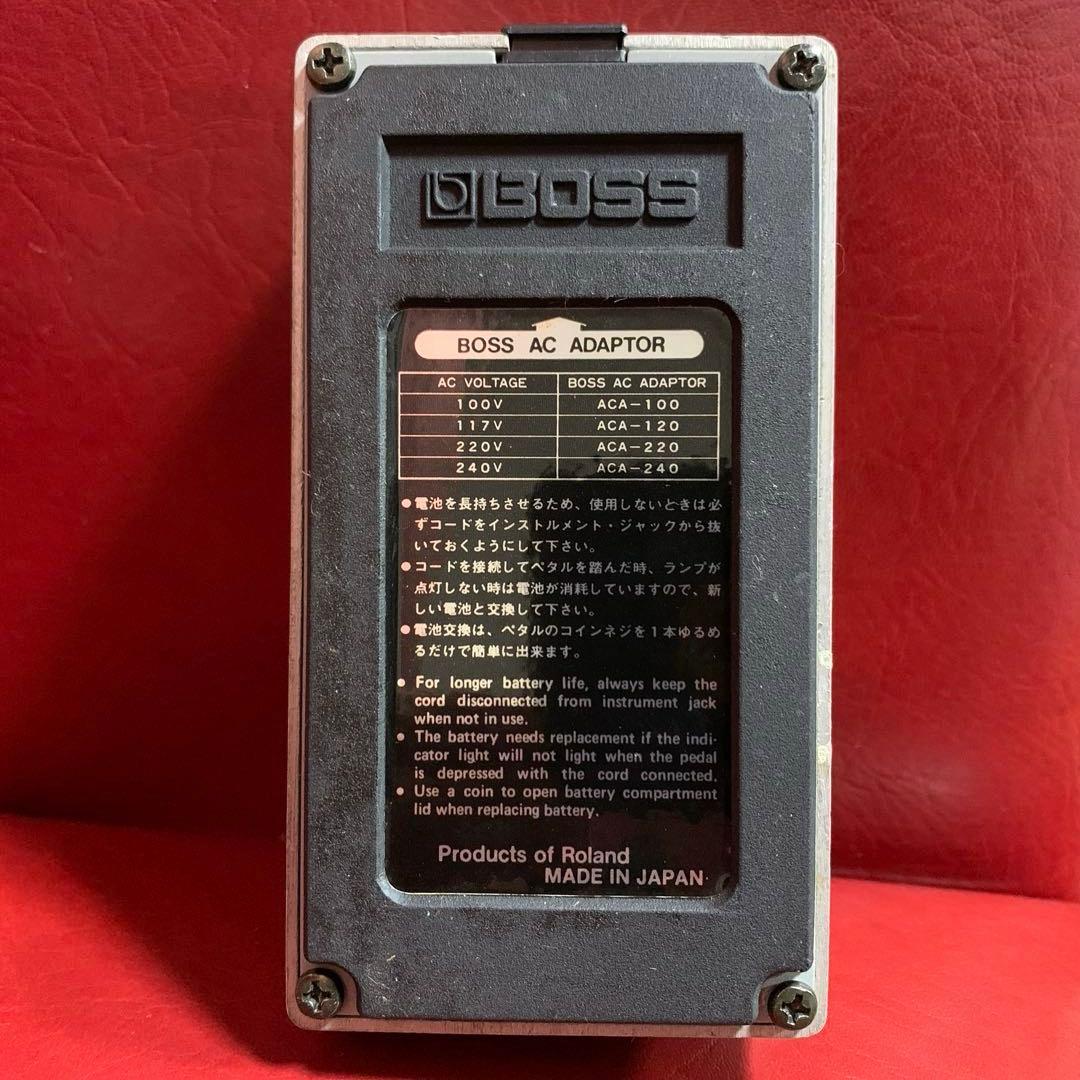 BOSS
BOSS AC ADAPTOR
AC VOLTAGE BOSS AC ADAPTOR
100V ACA-100
117V ACA-120
220V ACA-220
240V ACA-240
●電池を長持ちさせるため、使用しないときは必
ずコードをインストルメント・ジャックから抜
いておくようにして下さい。
●コードを接続してペタルを踏んだ時、ランプが
点灯しない時は電池が消耗していますので、新
しい電池と交換して下さい。
●電池交換は、ペタルのコインネジを1本ゆるめ
るだけで簡単に出来ます。
● For longer battery life, always keep the
cord disconnected from instrument jack
when not in use.
● The battery needs replacement if the indi-
cator light will not light when the pedal
is depressed with the cord connected.
● Use a coin to open battery compartment
lid when replacing battery.
Products of Roland
MADE IN JAPAN